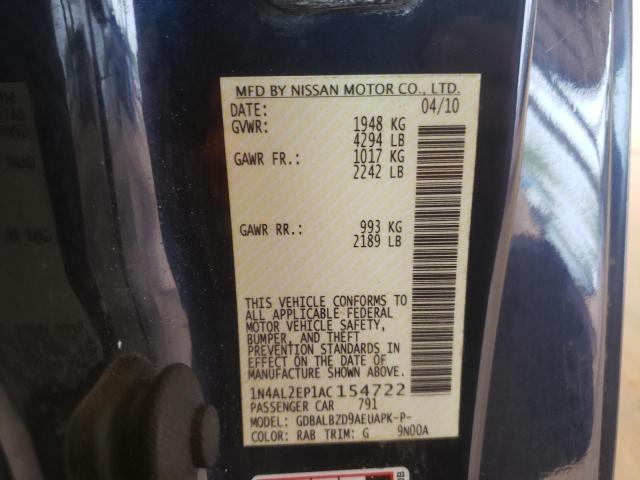 MFD BY NISSAN MOTOR CO., LTD.
DATE: 04/10
GVWR: 1948 KG
4294 LB
GAWR FR.: 1017 KG
2242 LB
GAWR RR.: 993 KG
2189 LB
THIS VEHICLE CONFORMS TO
ALL APPLICABLE FEDERAL
MOTOR VEHICLE SAFETY,
BUMPER, AND THEFT
PREVENTION STANDARDS IN
EFFECT ON THE DATE OF
MANUFACTURE SHOWN ABOVE.
1N4AL2EP1AC154722
PASSENGER CAR 791
MODEL: GDBALBZD9AEUAPK-P-
COLOR: RAB TRIM: G 9N00A